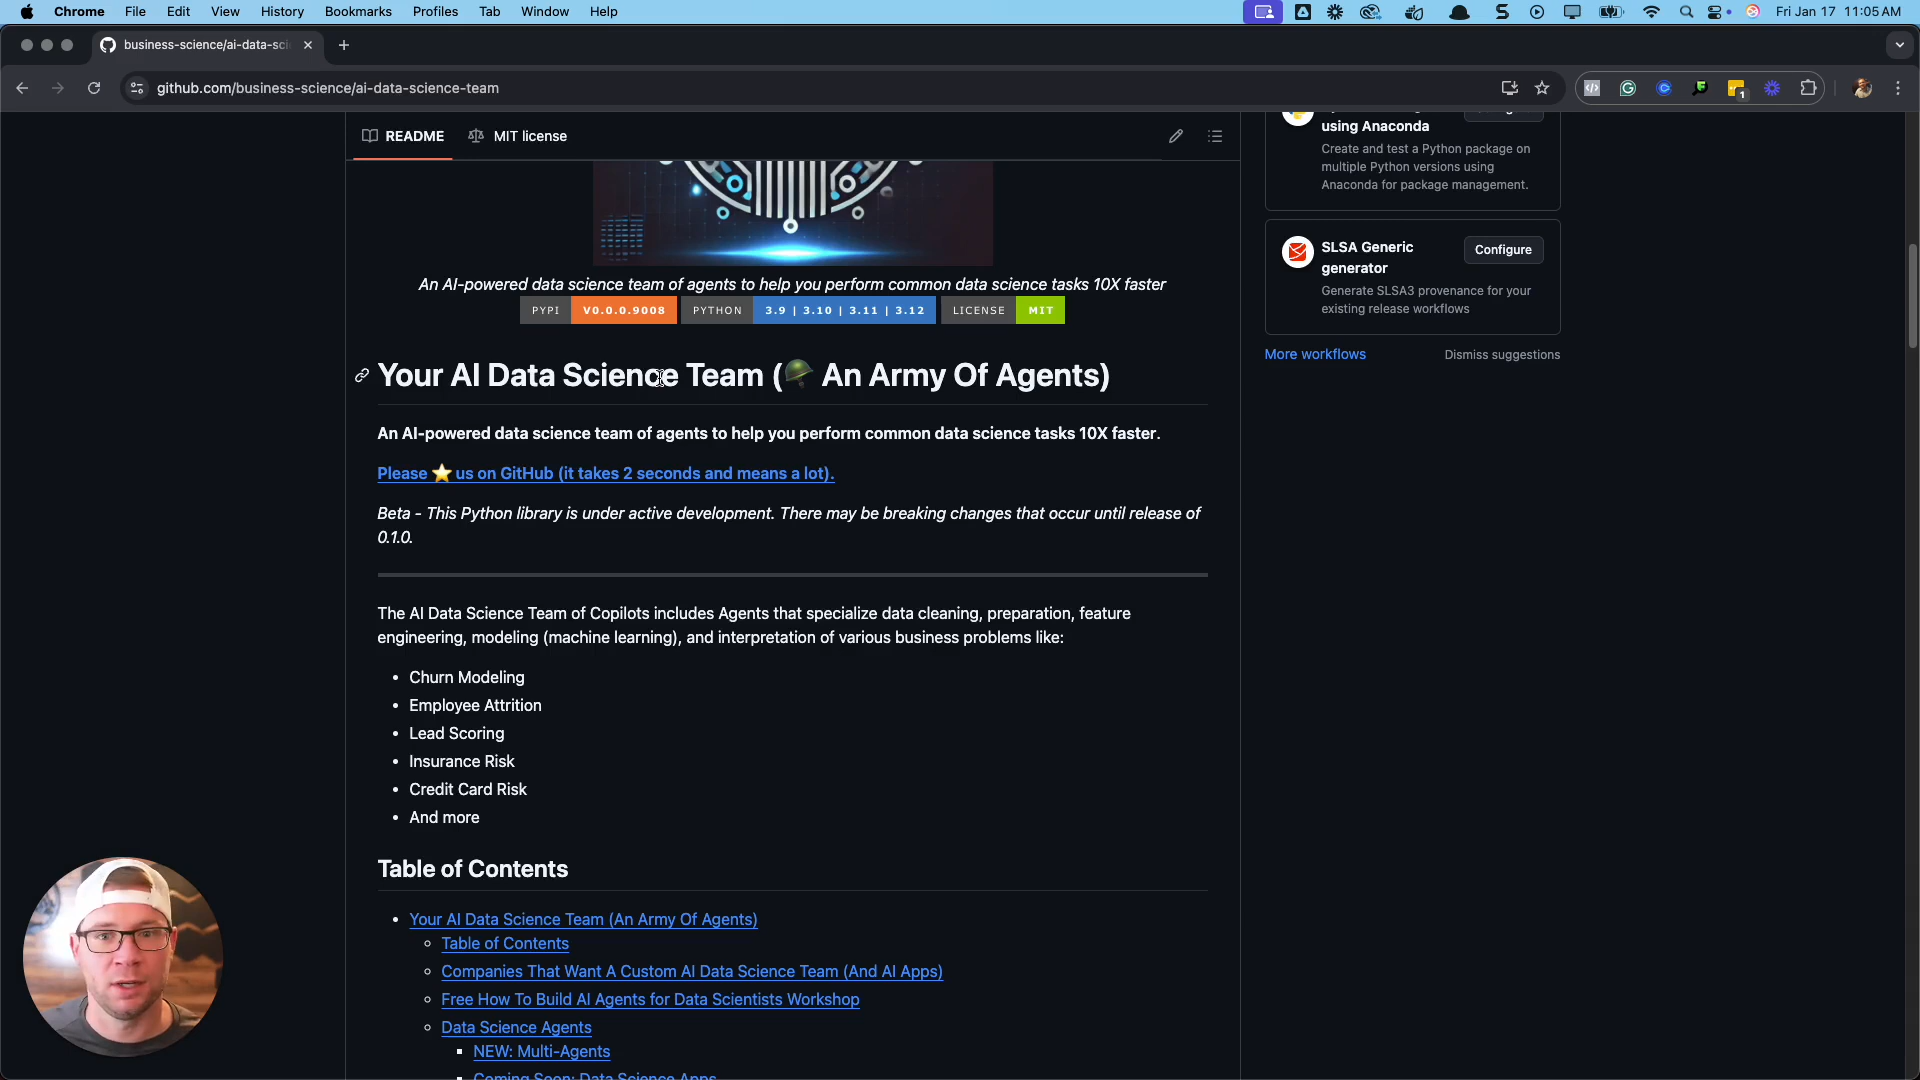 Chrome File Edit View History Bookmarks Profiles Tab Window Help Fri Jan 17 11:05 AM
business-science/ai-data-sci
github.com/business-science/ai-data-science-team
1
README MIT license
using Anaconda
Create and test a Python package on
multiple Python versions using
Anaconda for package management.
SLSA Generic
generator
Configure
Generate SLSA3 provenance for your
existing release workflows
More workflows Dismiss suggestions
An AI-powered data science team of agents to help you perform common data science tasks 10X faster
PYPI V0.0.0.9008 PYTHON 3.9 | 3.10 | 3.11 | 3.12 LICENSE MIT
Your AI Data Science Team (🪖 An Army Of Agents)
An AI-powered data science team of agents to help you perform common data science tasks 10X faster.
Please ⭐ us on GitHub (it takes 2 seconds and means a lot).
Beta - This Python library is under active development. There may be breaking changes that occur until release of
0.1.0.
The AI Data Science Team of Copilots includes Agents that specialize data cleaning, preparation, feature
engineering, modeling (machine learning), and interpretation of various business problems like:
• Churn Modeling
• Employee Attrition
• Lead Scoring
• Insurance Risk
• Credit Card Risk
• And more
Table of Contents
• Your AI Data Science Team (An Army Of Agents)
◦ Table of Contents
◦ Companies That Want A Custom AI Data Science Team (And AI Apps)
◦ Free How To Build AI Agents for Data Scientists Workshop
◦ Data Science Agents
▪ NEW: Multi-Agents
▪ Coming Soon: Data Science Apps